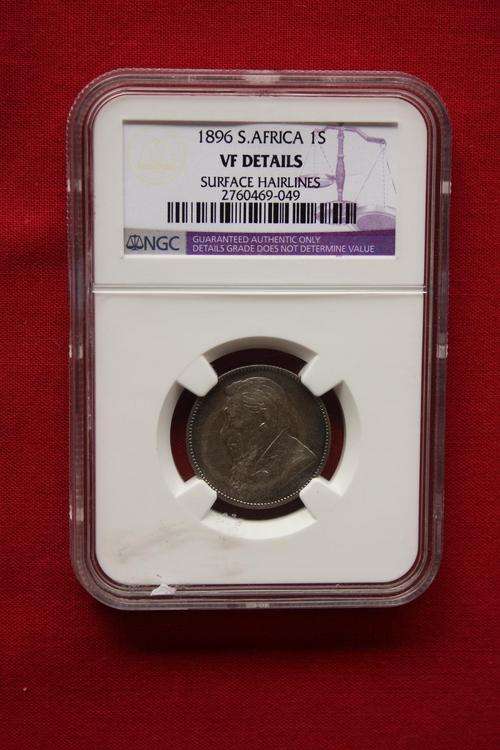 1896 S.AFRICA 1S
VF DETAILS
SURFACE HAIRLINES
2760469-049
NGC
GUARANTEED AUTHENTIC ONLY
DETAILS GRADE DOES NOT DETERMINE VALUE